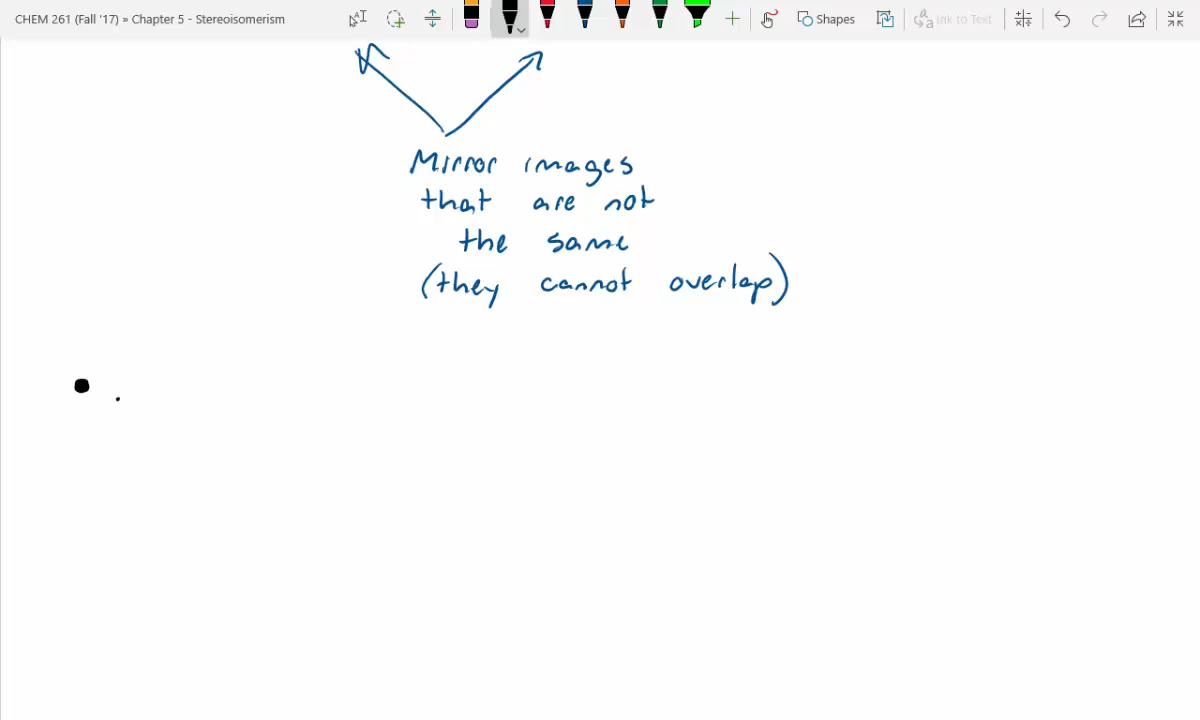 CHEM 261 (Fall '17) » Chapter 5 - Stereoisomerism
Shapes
Ink to Text
Mirror images
that are not
the same
(they cannot overlap)